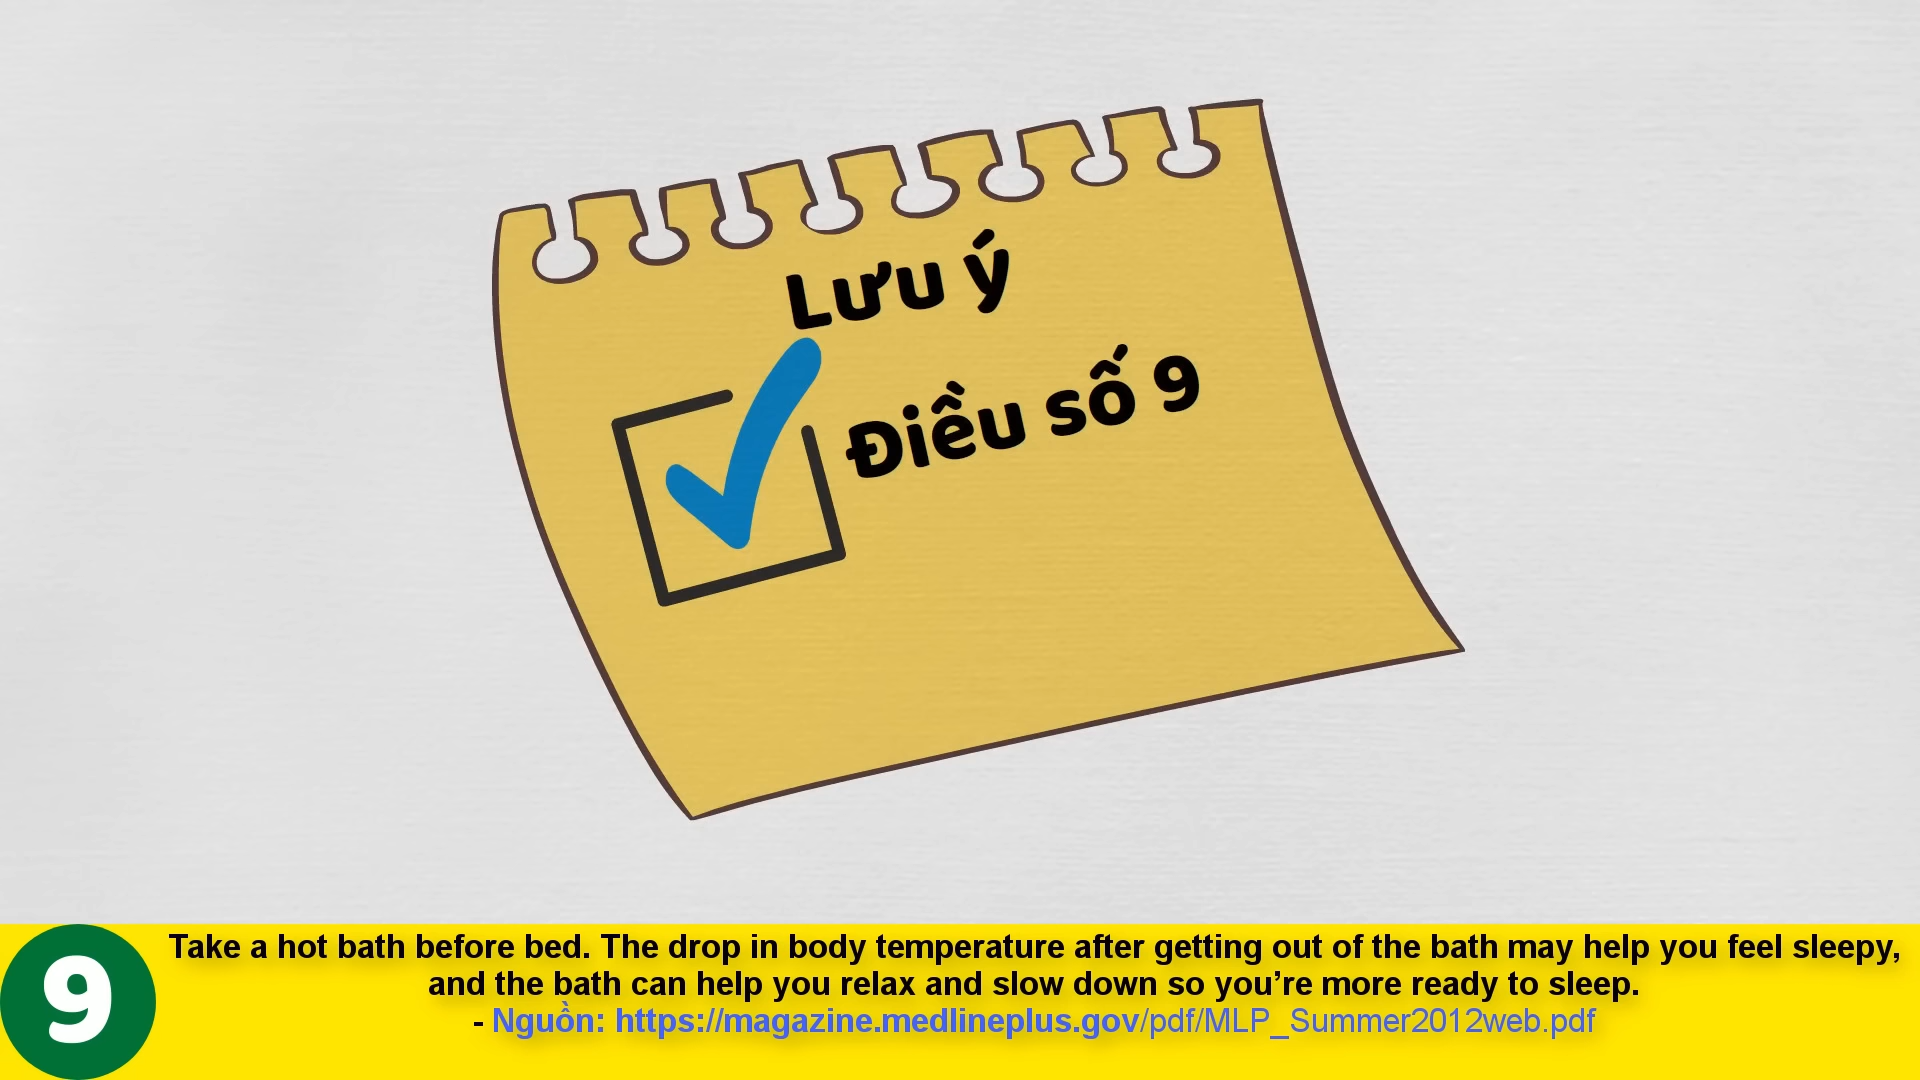 Lưu ý
Điều số 9
9
Take a hot bath before bed. The drop in body temperature after getting out of the bath may help you feel sleepy,
and the bath can help you relax and slow down so you’re more ready to sleep.
- Nguồn: https://magazine.medlineplus.gov/pdf/MLP_Summer2012web.pdf